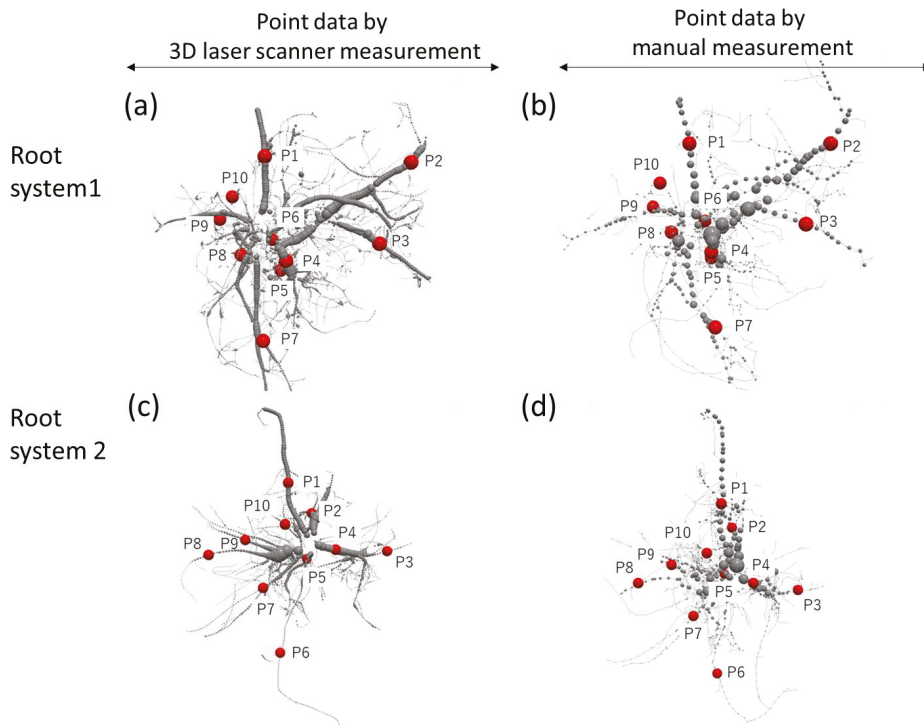 Point data by
3D laser scanner measurement
Point data by
manual measurement
Root
system1
(a)
P1
P2
P10
P6
P9
P3
P8
P4
P5
P7
(b)
P1
P2
P10
P6
P9
P3
P8
P4
P5
P7
Root
system 2
(c)
P1
P10
P2
P9
P4
P8
P3
P5
P7
P6
(d)
P1
P2
P10
P9
P4
P8
P5
P3
P7
P6